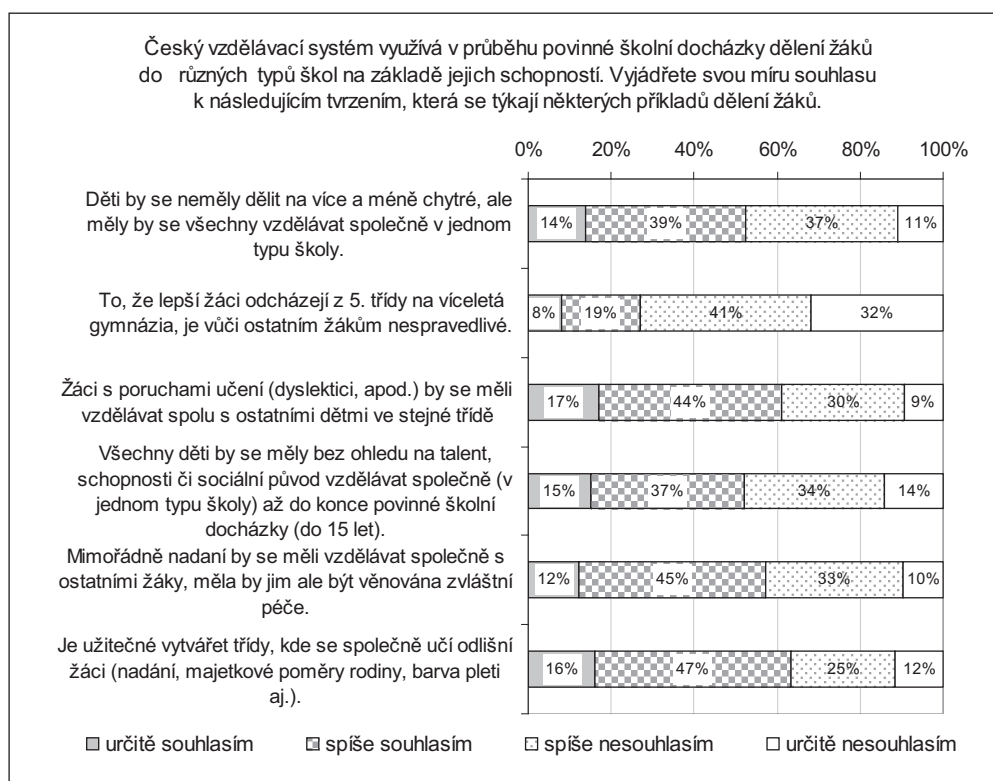 Český vzdělávací systém využívá v průběhu povinné školní docházky dělení žáků
do různých typů škol na základě jejich schopností. Vyjádřete svou míru souhlasu
k následujícím tvrzením, která se týkají některých příkladů dělení žáků.
0% 20% 40% 60% 80% 100%
Děti by se neměly dělit na více a méně chytré, ale
měly by se všechny vzdělávat společně v jednom
typu školy.
14% 39% 37% 11%
To, že lepší žáci odcházejí z 5. třídy na víceletá
gymnázia, je vůči ostatním žákům nespravedlivé.
8% 19% 41% 32%
Žáci s poruchami učení (dyslektici, apod.) by se měli
vzdělávat spolu s ostatními dětmi ve stejné třídě
17% 44% 30% 9%
Všechny děti by se měly bez ohledu na talent,
schopnosti či sociální původ vzdělávat společně (v
jednom typu školy) až do konce povinné školní
docházky (do 15 let).
15% 37% 34% 14%
Mimořádně nadaní by se měli vzdělávat společně s
ostatními žáky, měla by jim ale být věnována zvláštní
péče.
12% 45% 33% 10%
Je užitečné vytvářet třídy, kde se společně učí odlišní
žáci (nadání, majetkové poměry rodiny, barva pleti
aj.).
16% 47% 25% 12%
určitě souhlasím spíše souhlasím spíše nesouhlasím určitě nesouhlasím